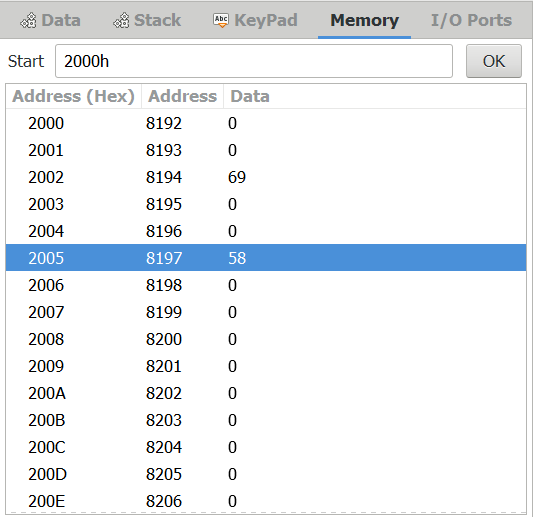 Data Stack Abc KeyPad Memory I/O Ports
Start 2000h OK
Address (Hex) Address Data
2000 8192 0
2001 8193 0
2002 8194 69
2003 8195 0
2004 8196 0
2005 8197 58
2006 8198 0
2007 8199 0
2008 8200 0
2009 8201 0
200A 8202 0
200B 8203 0
200C 8204 0
200D 8205 0
200E 8206 0